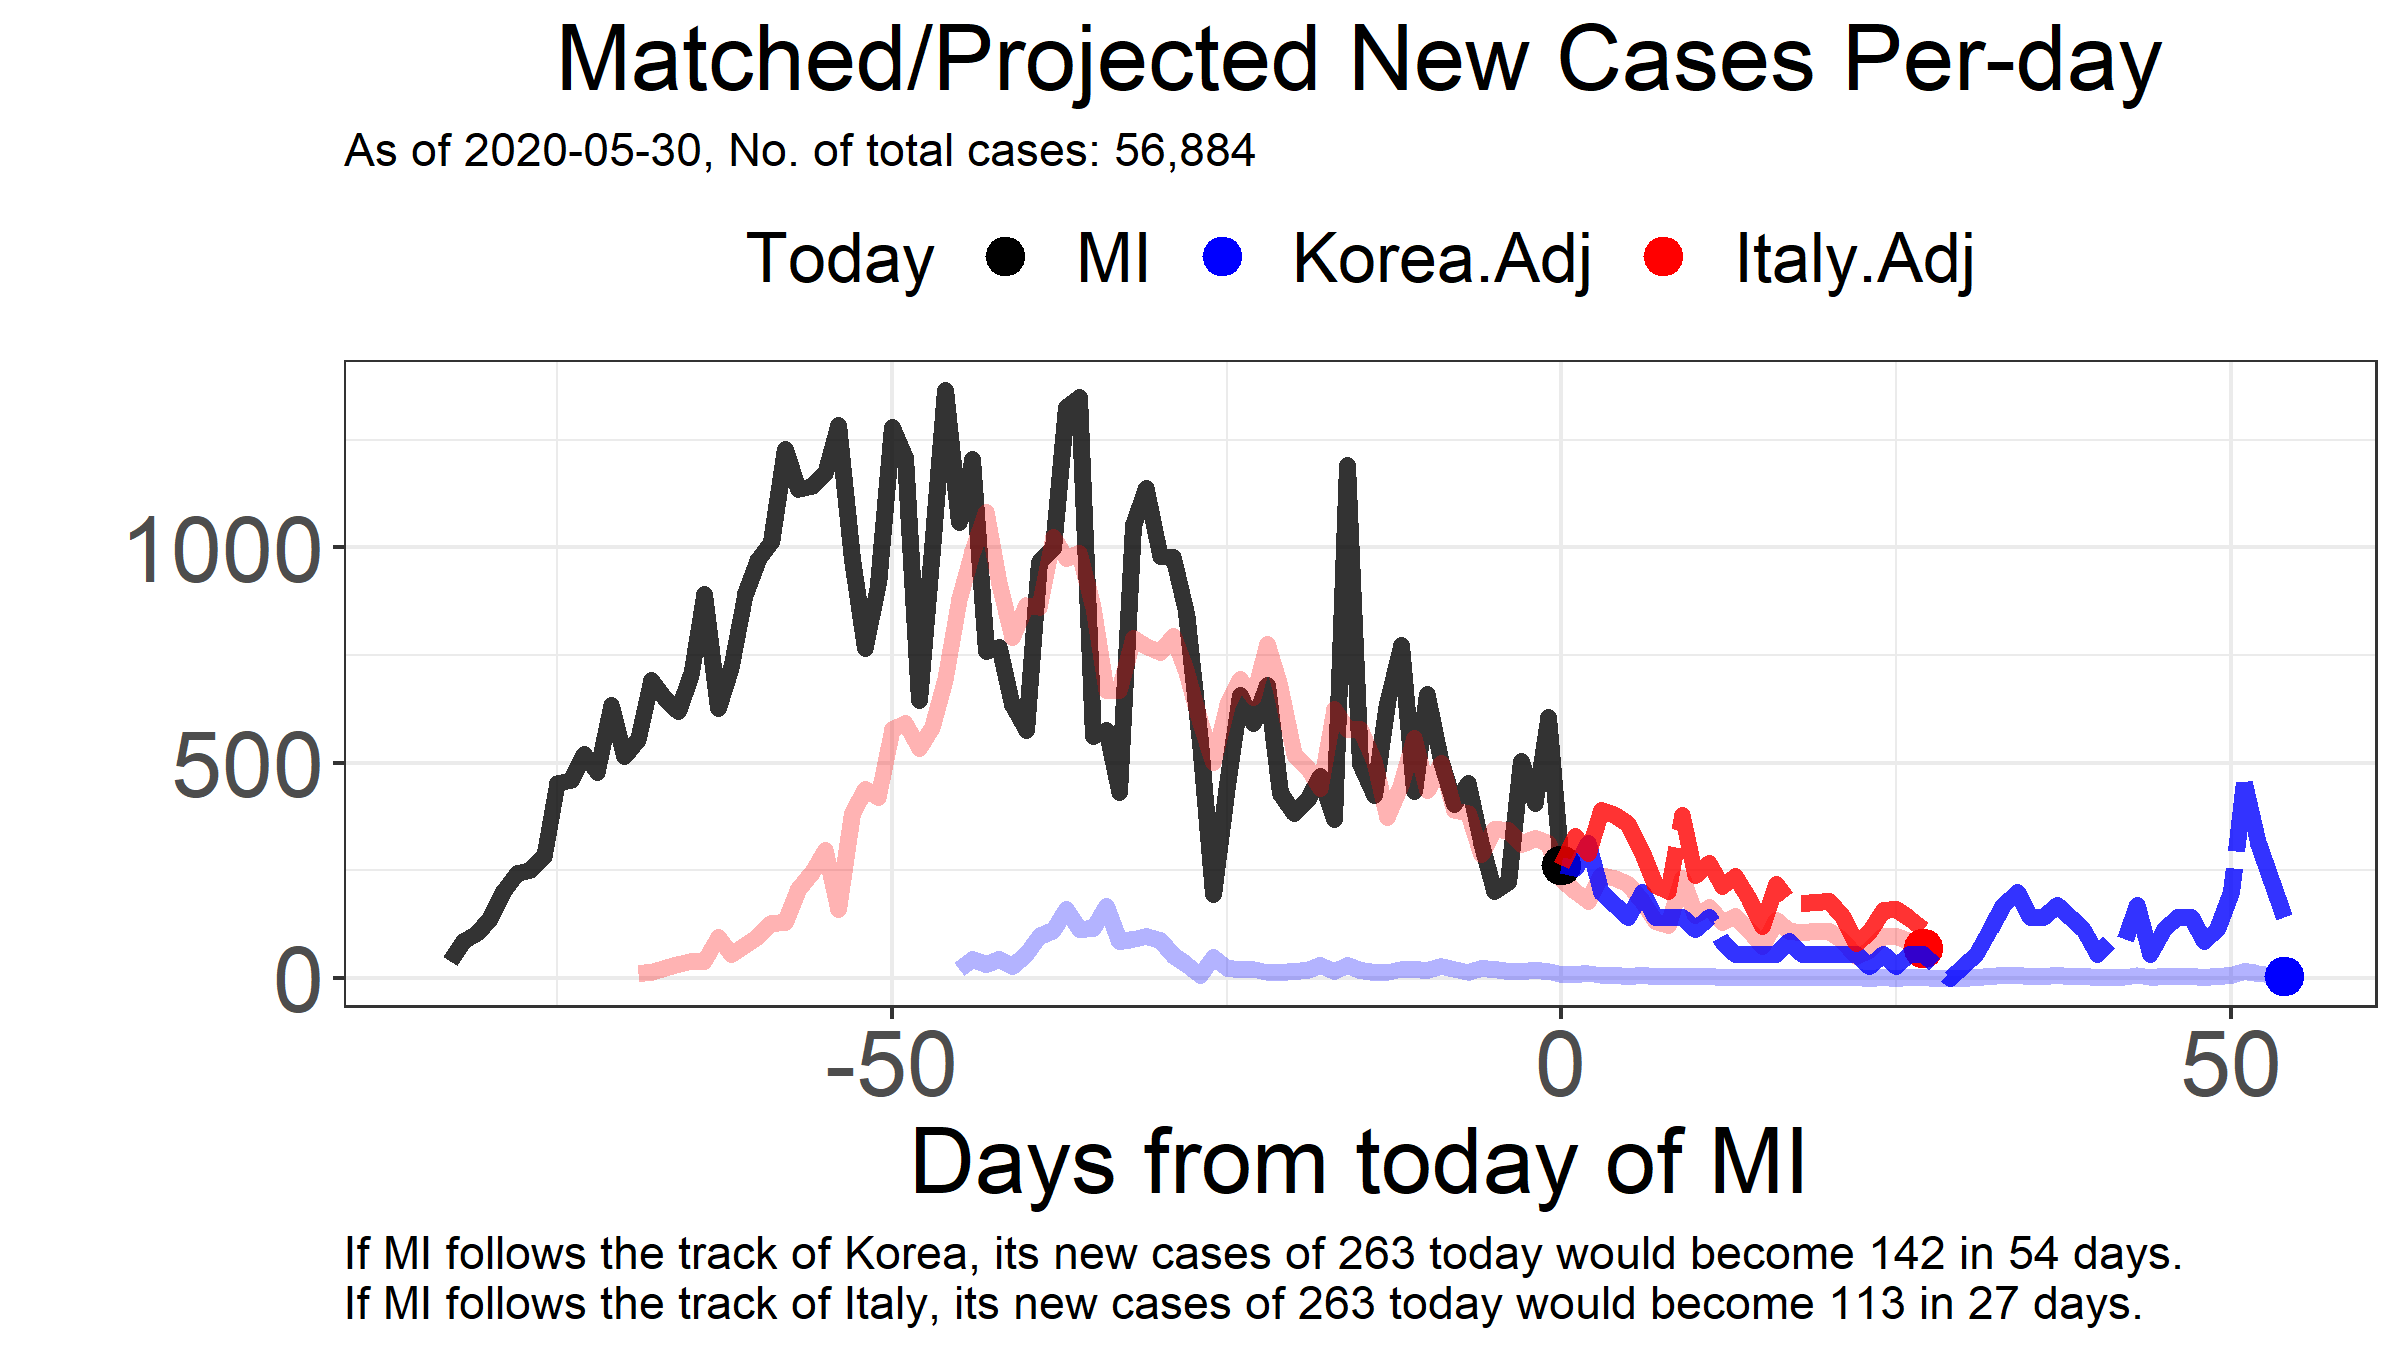 Matched/Projected New Cases Per-day
As of 2020-05-30, No. of total cases: 56,884
Today MI Korea.Adj Italy.Adj
1000
500
0
-50 0 50
Days from today of MI
If MI follows the track of Korea, its new cases of 263 today would become 142 in 54 days.
If MI follows the track of Italy, its new cases of 263 today would become 113 in 27 days.